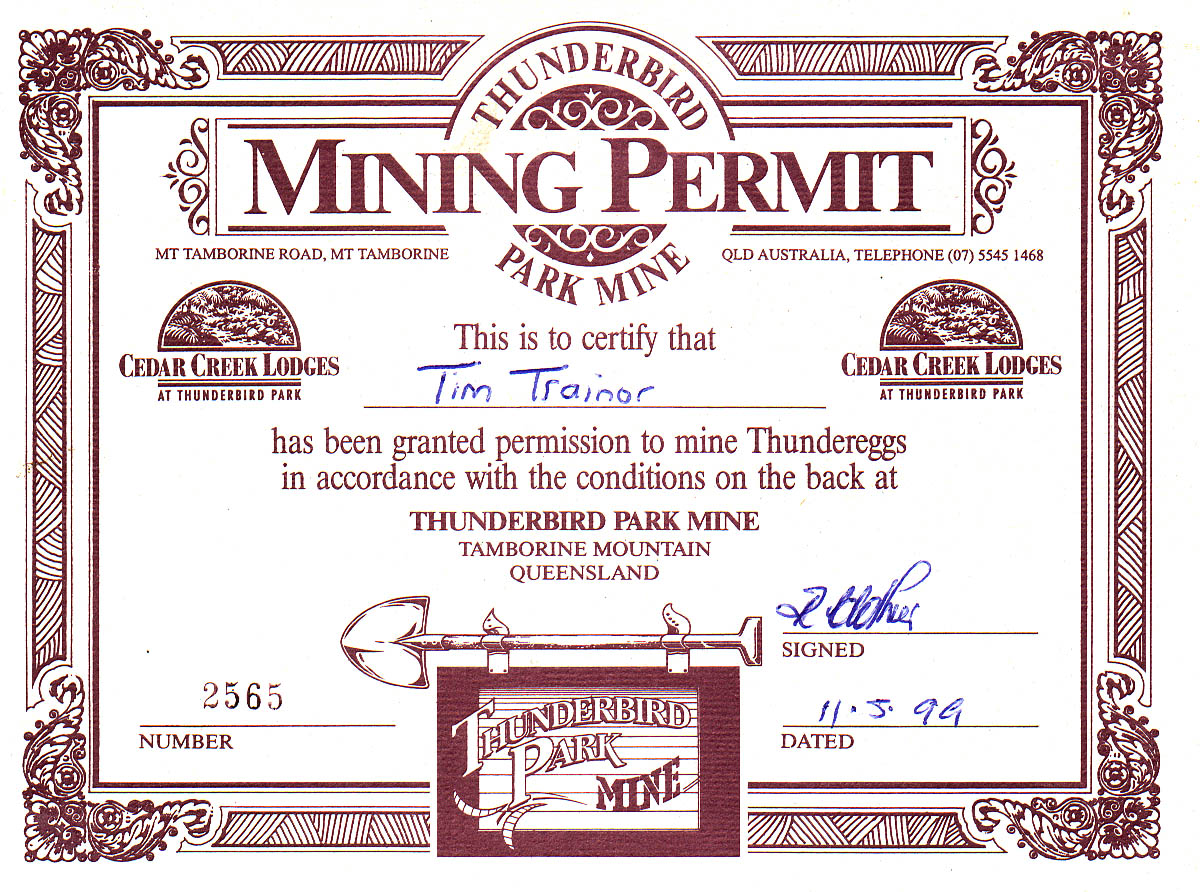 THUNDERBIRD
MINING PERMIT
PARK MINE
MT TAMBORINE ROAD, MT TAMBORINE
QLD AUSTRALIA, TELEPHONE (07) 5545 1468
CEDAR CREEK LODGES
AT THUNDERBIRD PARK
CEDAR CREEK LODGES
AT THUNDERBIRD PARK
This is to certify that
Tim Trainor
has been granted permission to mine Thundereggs
in accordance with the conditions on the back at
THUNDERBIRD PARK MINE
TAMBORINE MOUNTAIN
QUEENSLAND
SIGNED
2565
NUMBER
11.5.99
DATED
THUNDERBIRD
PARK
MINE